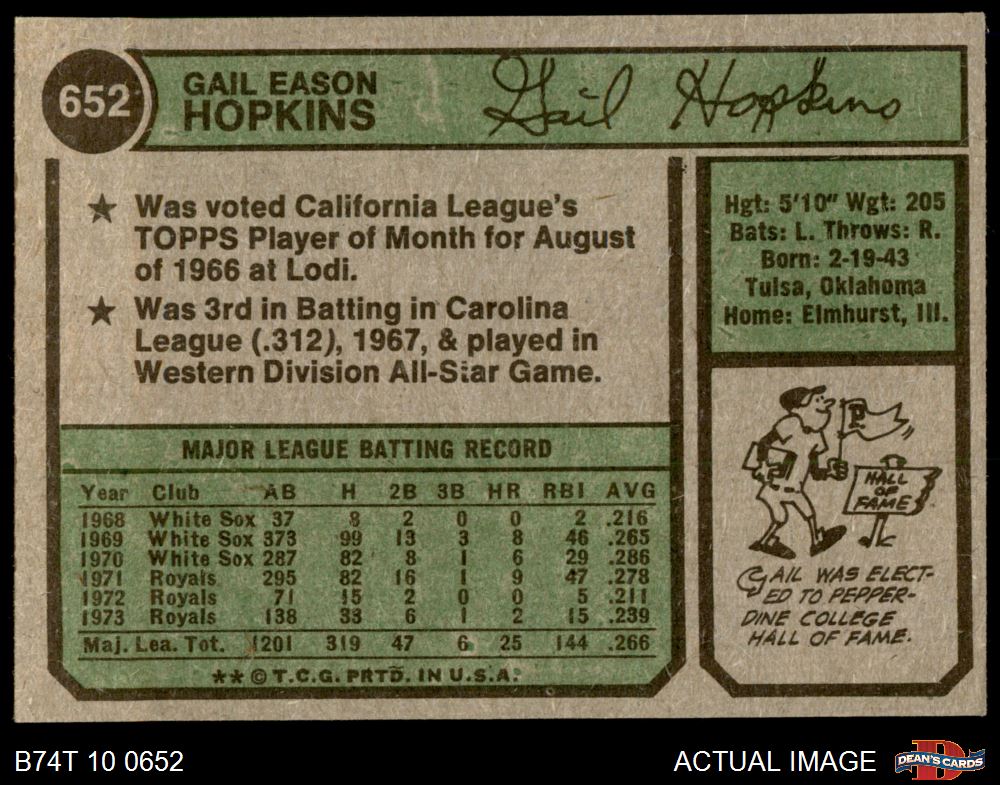 652
GAIL EASON
HOPKINS
Gail Hopkins
★ Was voted California League's
TOPPS Player of Month for August
of 1966 at Lodi.
★ Was 3rd in Batting in Carolina
League (.312), 1967, & played in
Western Division All-Star Game.
MAJOR LEAGUE BATTING RECORD
Year Club AB H 2B 3B HR RBI AVG
1968 White Sox 37 8 2 0 0 2 .216
1969 White Sox 373 99 13 3 8 46 .265
1970 White Sox 287 82 8 1 6 29 .286
1971 Royals 295 82 16 1 9 47 .278
1972 Royals 71 15 2 0 0 5 .211
1973 Royals 138 33 6 1 2 15 .239
Maj. Lea. Tot. 1201 319 47 6 25 144 .266
★★ © T.C.G. PRTD. IN U.S.A.
Hgt: 5'10" Wgt: 205
Bats: L. Throws: R.
Born: 2-19-43
Tulsa, Oklahoma
Home: Elmhurst, Ill.
P
HALL
OF
FAME
GAIL WAS ELECT-
ED TO PEPPER-
DINE COLLEGE
HALL OF FAME.
B74T 10 0652
ACTUAL IMAGE
D
DEAN'S CARDS